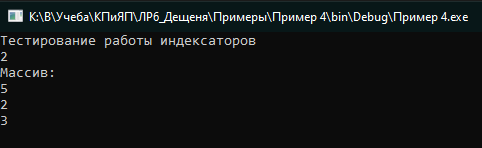 K:\В\Учеба\КПиЯП\ЛР6_Дещеня\Примеры\Пример 4\bin\Debug\Пример 4.exe
Тестирование работы индексаторов
2
Массив:
5
2
3